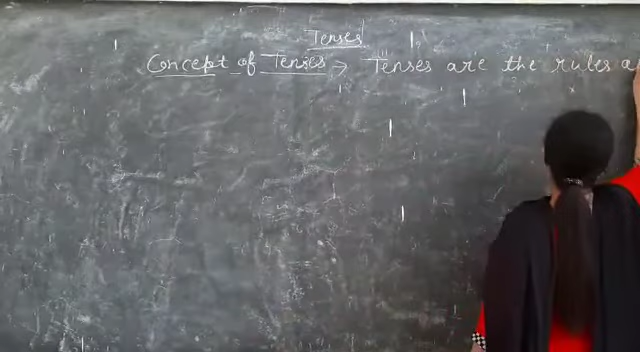 Tenses
Concept of Tenses → Tenses are the rules